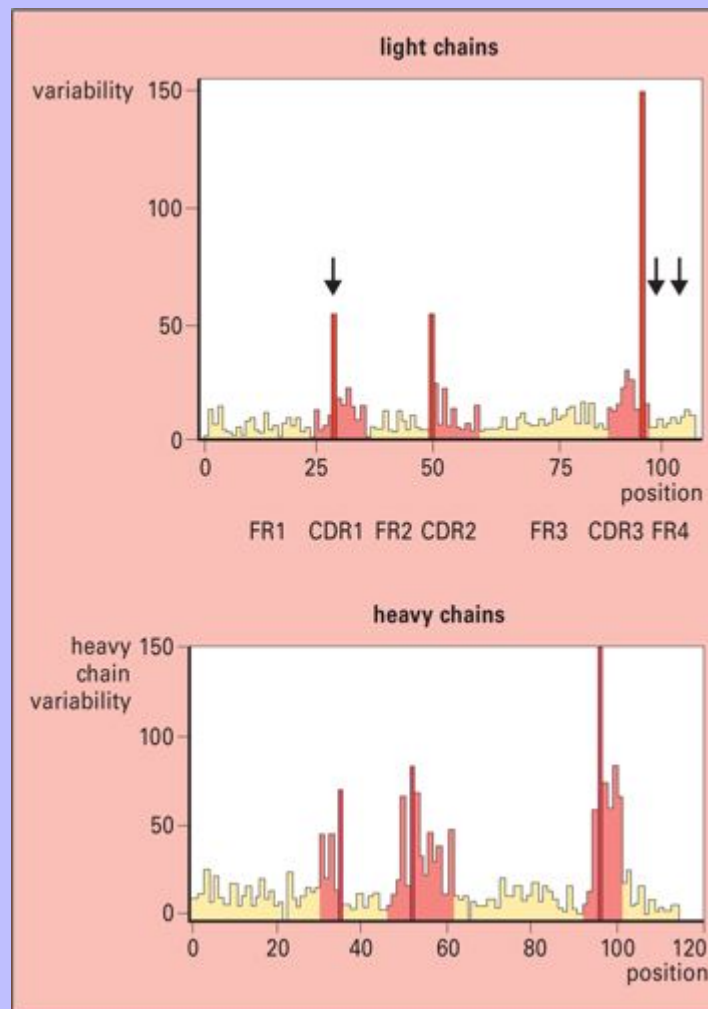 light chains
variability
150
100
50
0
0 25 50 75 100
position
FR1 CDR1 FR2 CDR2 FR3 CDR3 FR4
heavy chains
heavy
chain
variability
150
100
50
0
0 20 40 60 80 100 120
position